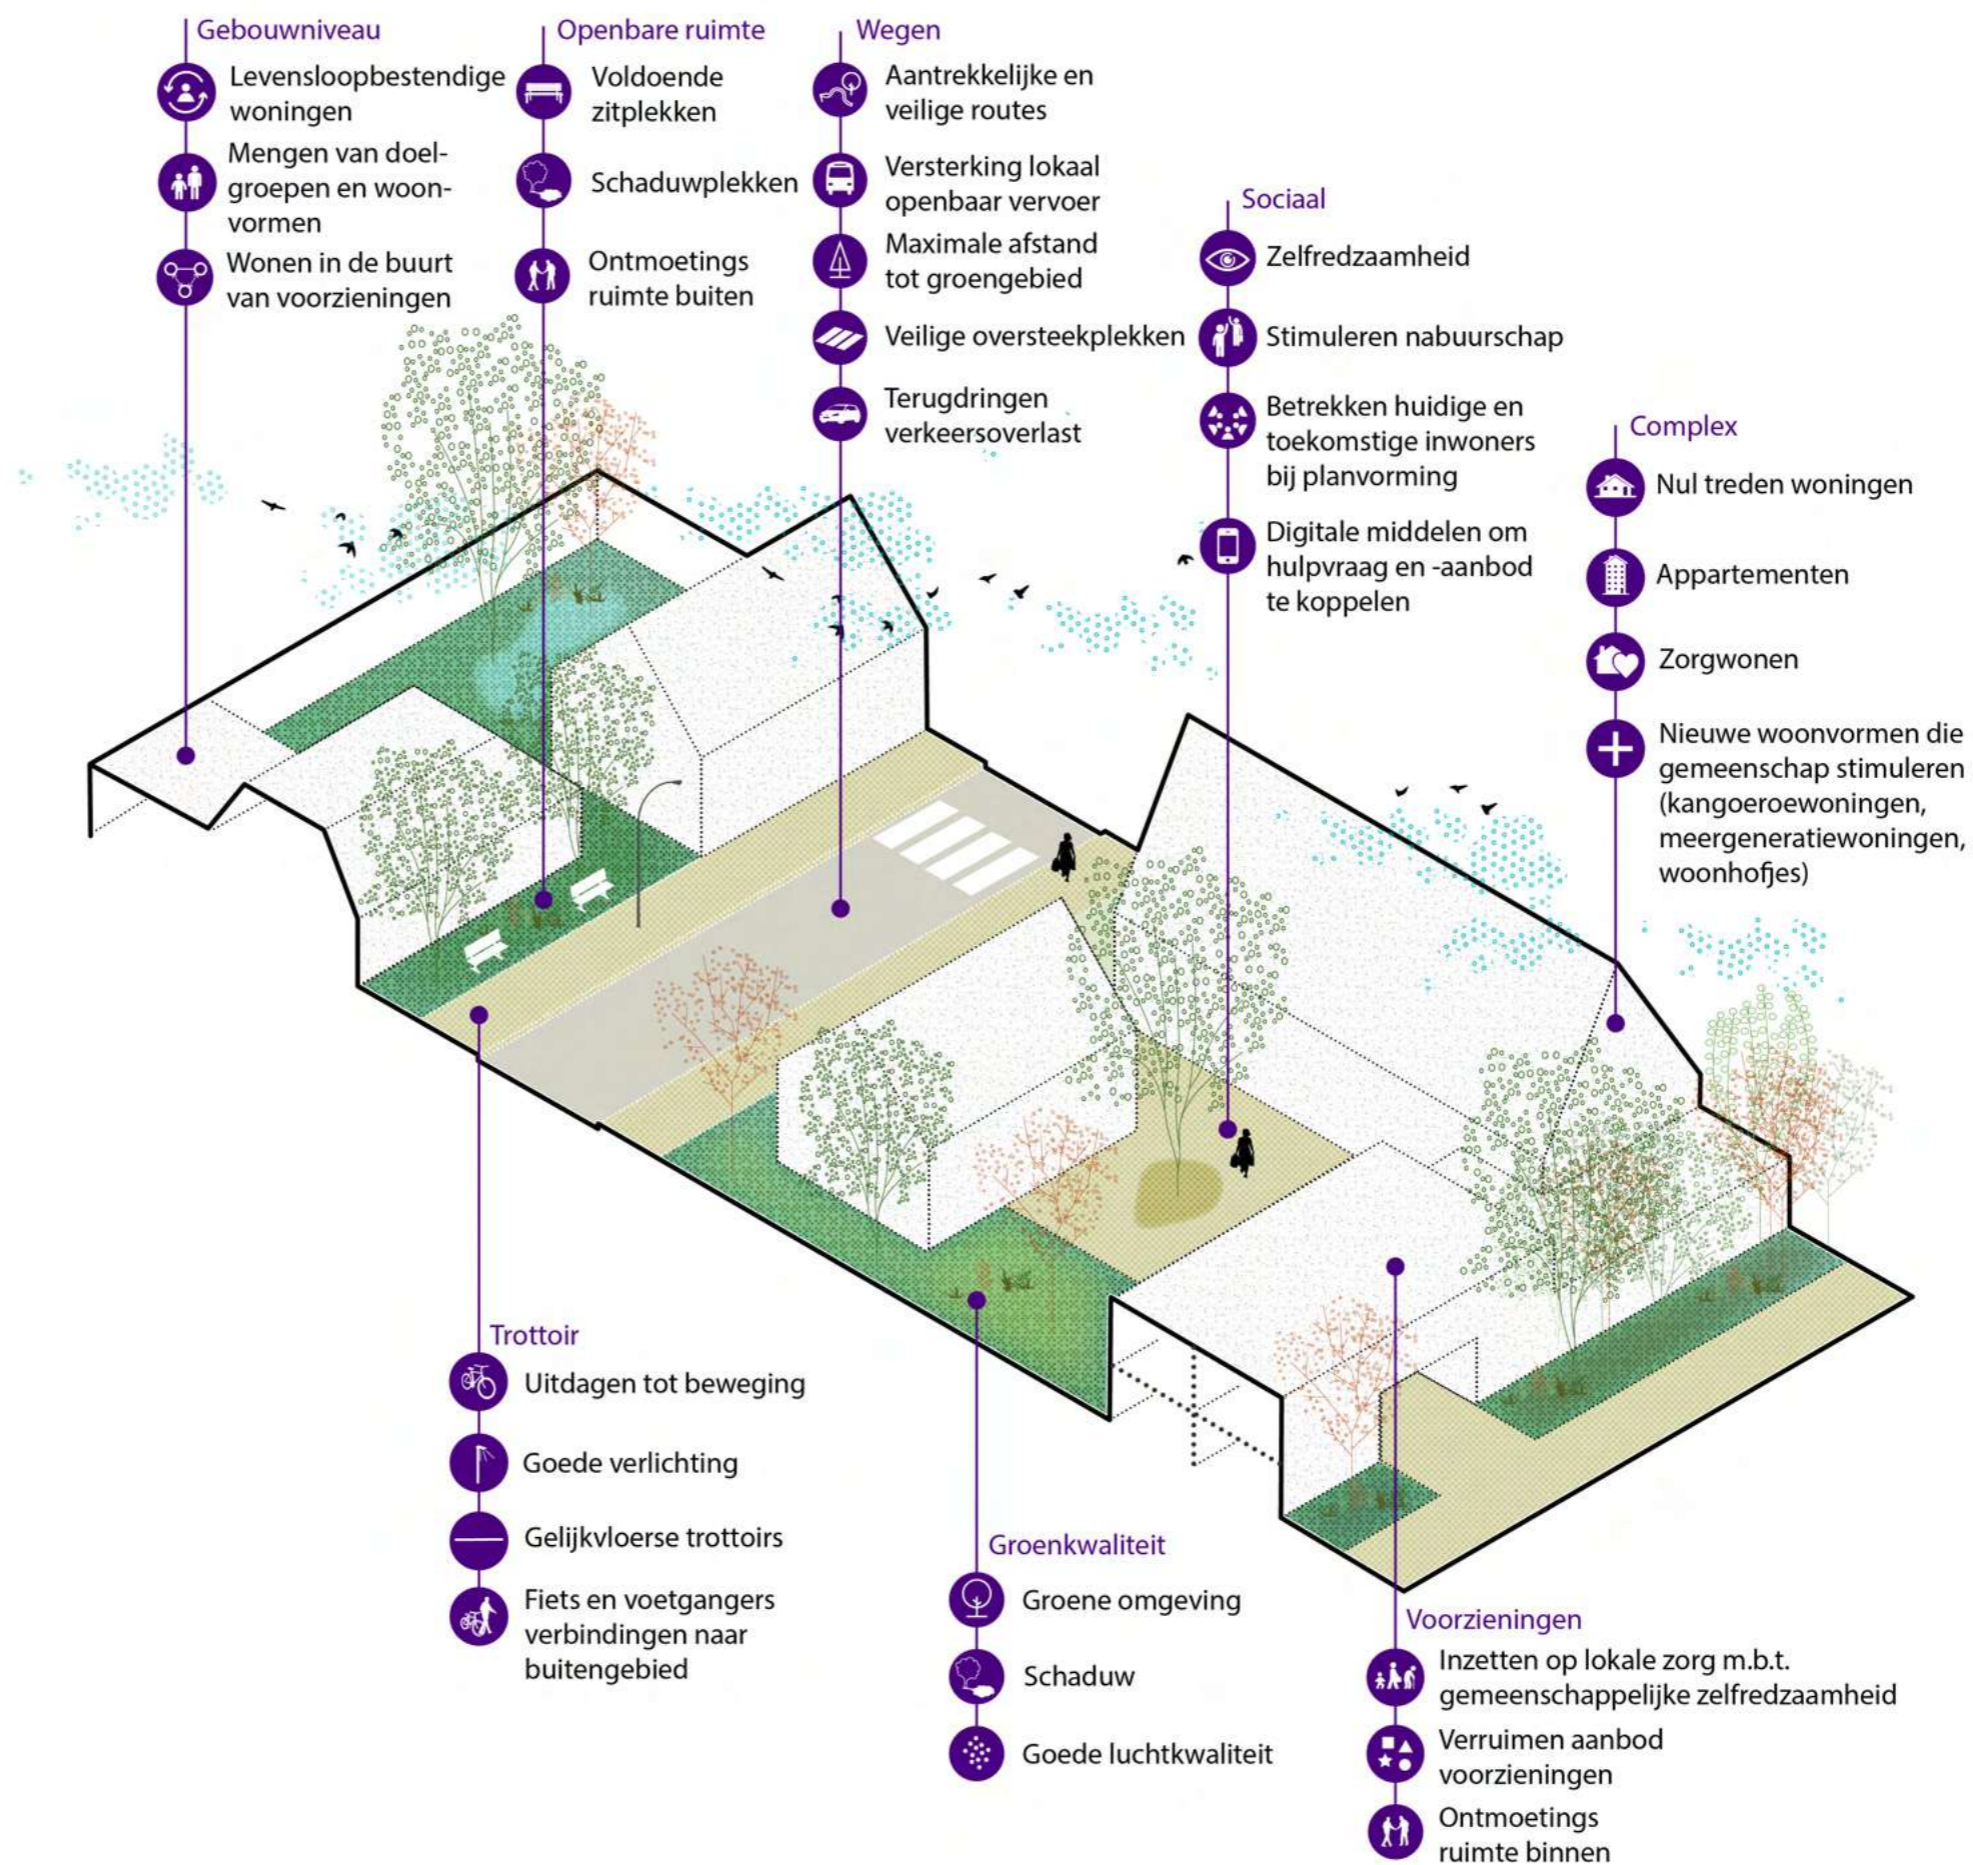 Gebouwniveau
Levensloopbestendige
woningen
Mengen van doel-
groepen en woon-
vormen
Wonen in de buurt
van voorzieningen
Openbare ruimte
Voldoende
zitplekken
Schaduwplekken
Ontmoetings
ruimte buiten
Wegen
Aantrekkelijke en
veilige routes
Versterking lokaal
openbaar vervoer
Maximale afstand
tot groengebied
Veilige oversteekplekken
Terugdringen
verkeersoverlast
Sociaal
Zelfredzaamheid
Stimuleren nabuurschap
Betrekken huidige en
toekomstige inwoners
bij planvorming
Digitale middelen om
hulpvraag en -aanbod
te koppelen
Complex
Nul treden woningen
Appartementen
Zorgwonen
Nieuwe woonvormen die
gemeenschap stimuleren
(kangoeroewoningen,
meergeneratiewoningen,
woonhofjes)
Trottoir
Uitdagen tot beweging
Goede verlichting
Gelijkvloerse trottoirs
Fiets en voetgangers
verbindingen naar
buitengebied
Groenkwaliteit
Groene omgeving
Schaduw
Goede luchtkwaliteit
Voorzieningen
Inzetten op lokale zorg m.b.t.
gemeenschappelijke zelfredzaamheid
Verruimen aanbod
voorzieningen
Ontmoetings
ruimte binnen